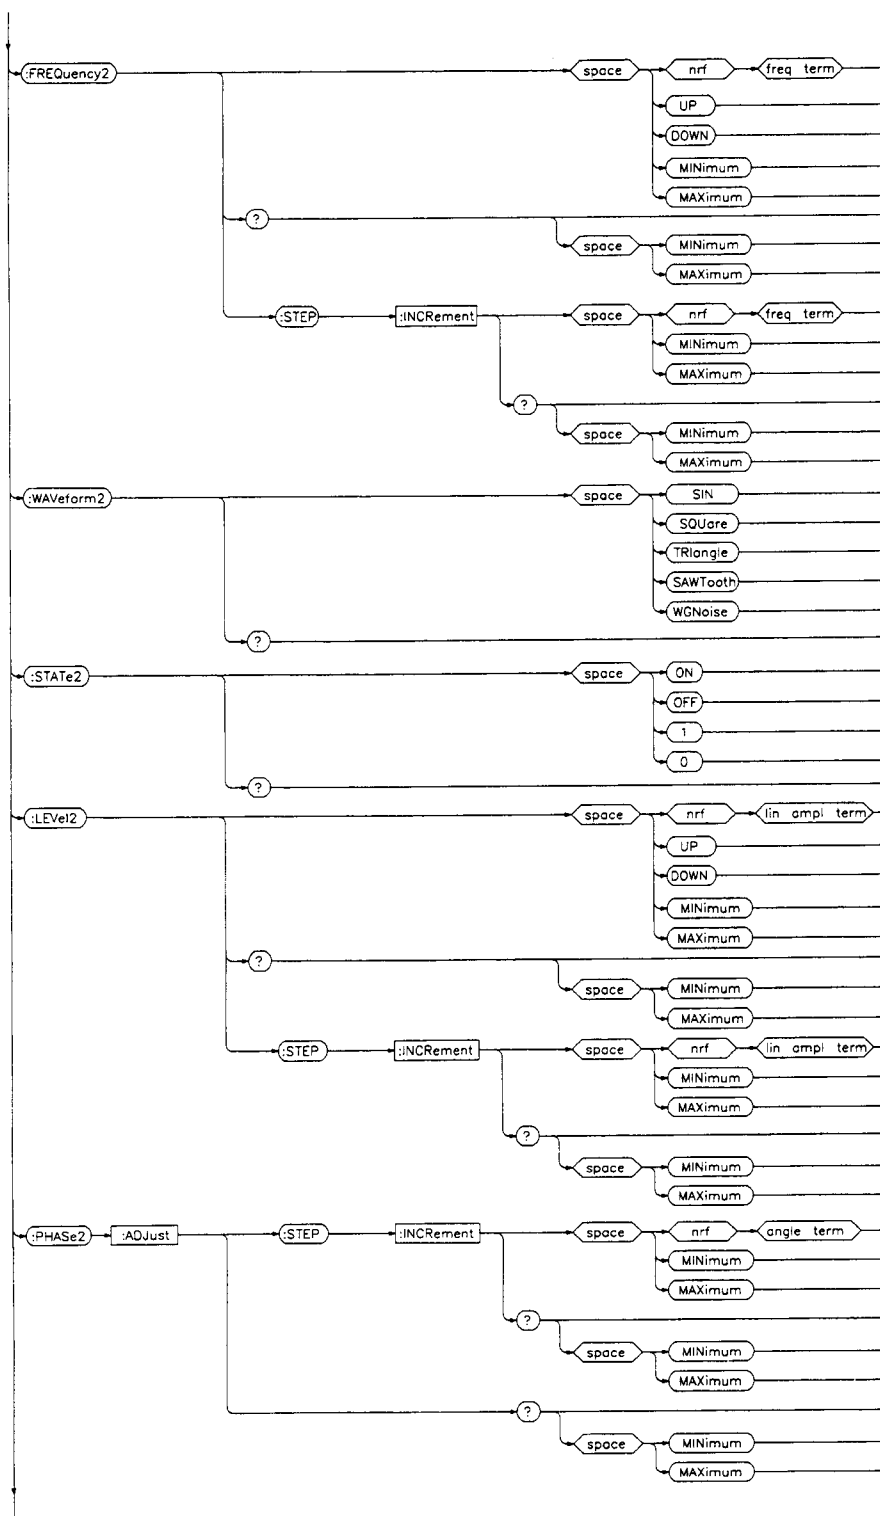 :FREQuency2 space nrf freq term
UP
DOWN
MINimum
MAXimum
?
space MINimum
MAXimum
:STEP :INCRement space nrf freq term
MINimum
MAXimum
?
space MINimum
MAXimum
:WAVeform2 space SIN
SQUare
TRIangle
SAWTooth
WGNoise
?
:STATe2 space ON
OFF
1
0
?
:LEVel2 space nrf lin ampl term
UP
DOWN
MINimum
MAXimum
?
space MINimum
MAXimum
:STEP :INCRement space nrf lin ampl term
MINimum
MAXimum
?
space MINimum
MAXimum
:PHASe2 :ADJust :STEP :INCRement space nrf angle term
MINimum
MAXimum
?
space MINimum
MAXimum
?
space MINimum
MAXimum